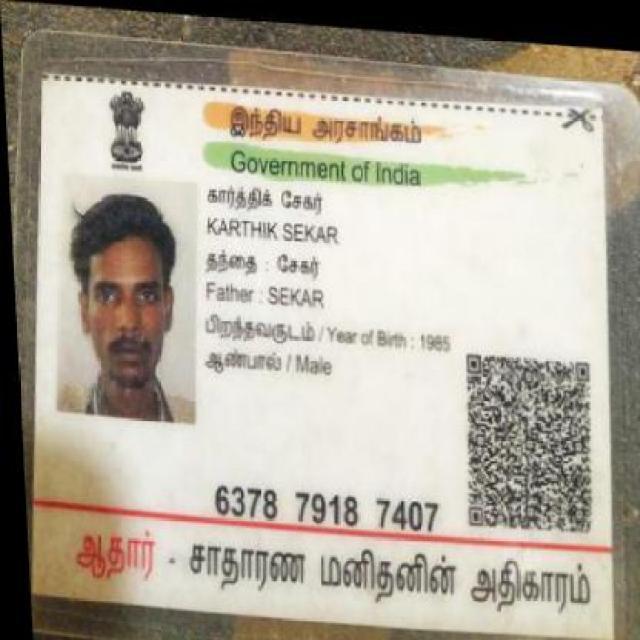 இந்திய அரசாங்கம்
Government of India
கார்த்திக் சேகர்
KARTHIK SEKAR
தந்தை : சேகர்
Father : SEKAR
பிறந்தவருடம் / Year of Birth : 1985
ஆண்பால் / Male
6378 7918 7407
ஆதார் - சாதாரண மனிதனின் அதிகாரம்